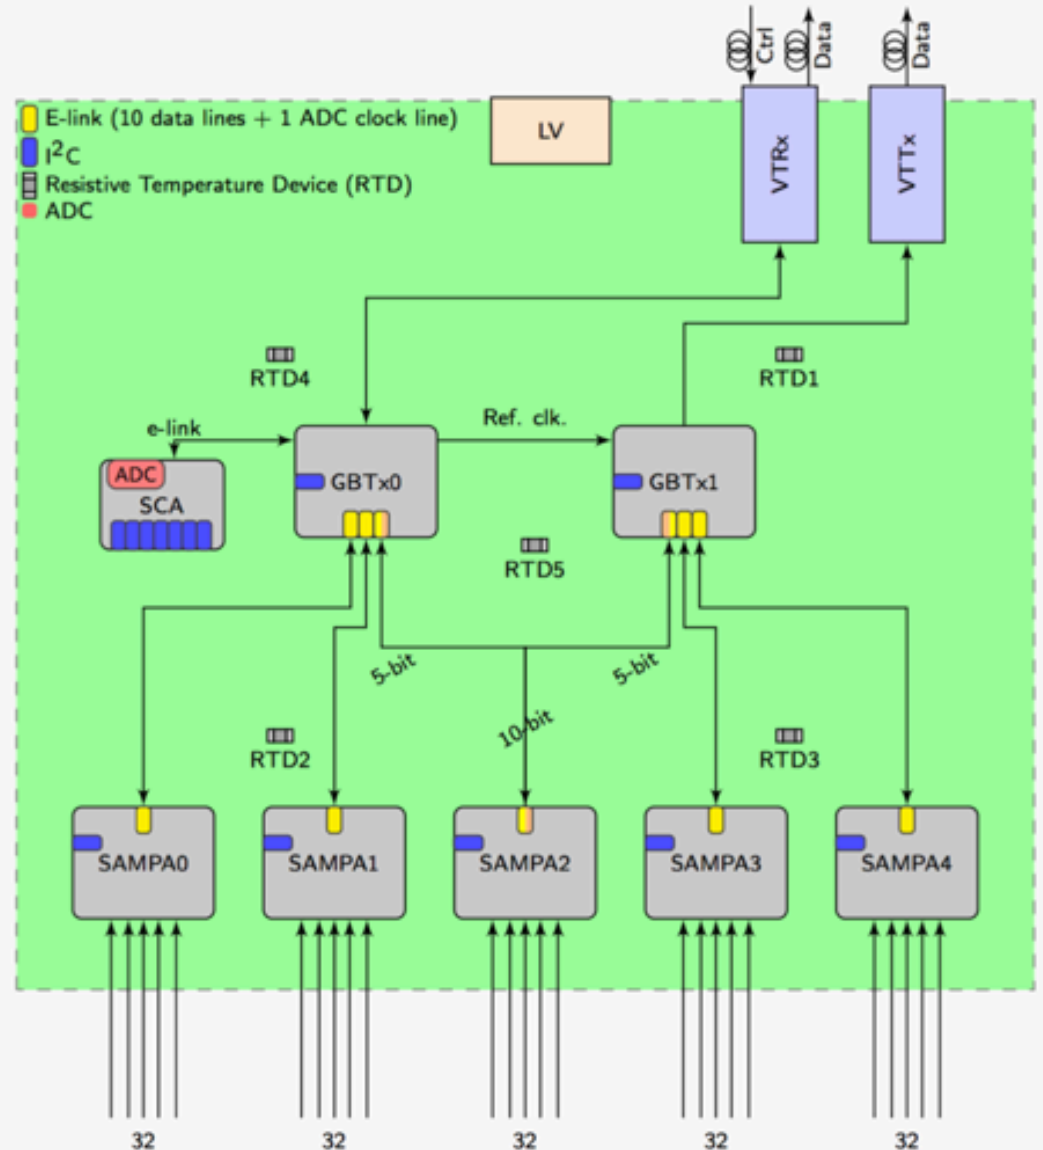 Ctrl
Data
Data
E-link (10 data lines + 1 ADC clock line)
I²C
Resistive Temperature Device (RTD)
ADC
LV
VTRx
VTTx
RTD4
RTD1
e-link
Ref. clk.
ADC
SCA
GBTx0
GBTx1
RTD5
5-bit
5-bit
10-bit
RTD2
RTD3
SAMPA0
SAMPA1
SAMPA2
SAMPA3
SAMPA4
32
32
32
32
32